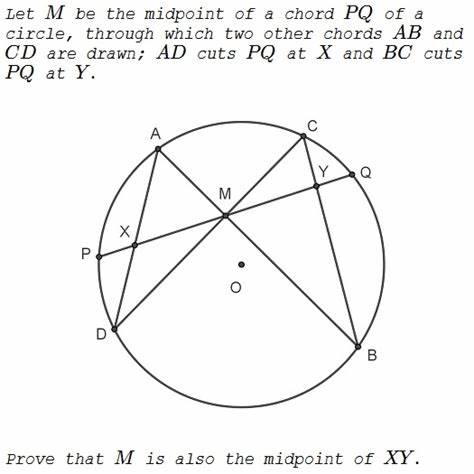 Let M be the midpoint of a chord PQ of a
circle, through which two other chords AB and
CD are drawn; AD cuts PQ at X and BC cuts
PQ at Y.
C
A
Y
Q
M
X
P
O
D
B
Prove that M is also the midpoint of XY.